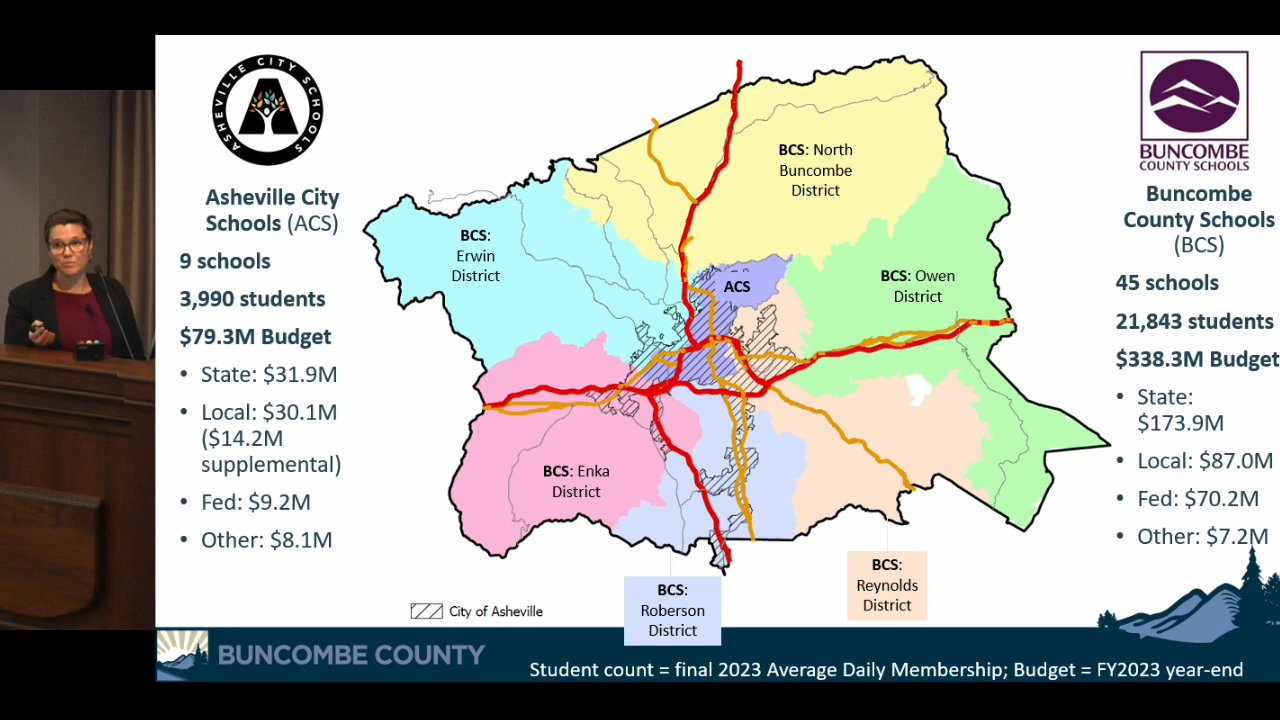 ASHEVILLE CITY SCHOOLS
A
Asheville City
Schools (ACS)
9 schools
3,990 students
$79.3M Budget
• State: $31.9M
• Local: $30.1M
($14.2M
supplemental)
• Fed: $9.2M
• Other: $8.1M
BCS: North
Buncombe
District
BCS:
Erwin
District
ACS
BCS: Owen
District
BCS: Enka
District
BCS:
Roberson
District
BCS:
Reynolds
District
City of Asheville
BUNCOMBE
COUNTY SCHOOLS
Buncombe
County Schools
(BCS)
45 schools
21,843 students
$338.3M Budget
• State:
$173.9M
• Local: $87.0M
• Fed: $70.2M
• Other: $7.2M
BUNCOMBE COUNTY
Student count = final 2023 Average Daily Membership; Budget = FY2023 year-end